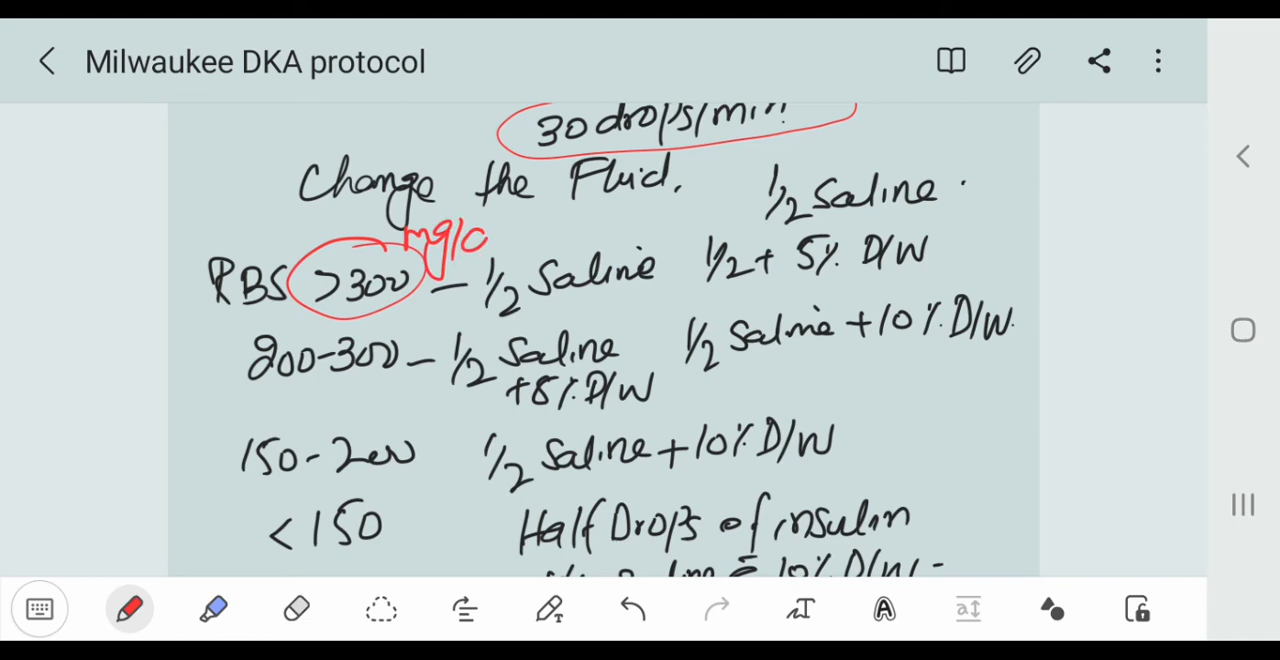 Milwaukee DKA protocol
30 drops/min
Change the Fluid. 1/2 Saline.
mg/c
RBS >300 - 1/2 Saline 1/2 + 5% D/W
200-300 - 1/2 Saline 1/2 Saline + 10% D/W.
+5% D/W
150-200 1/2 Saline + 10% D/W
<150 Half Drops of insulin
10% D/W